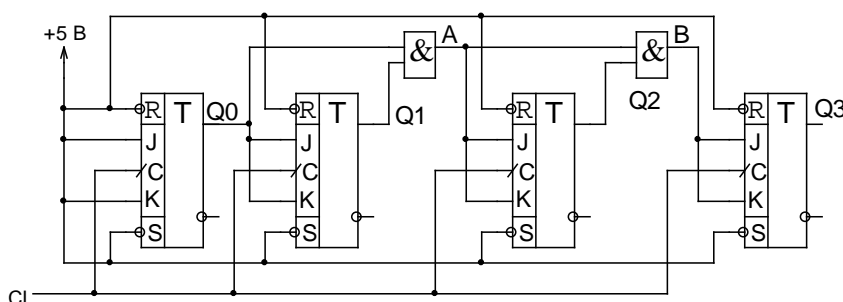 +5 В
& A & B
R T Q0 R T Q1 R T Q2 R T Q3
J J J J
C C C C
K K K K
S S S S
CI